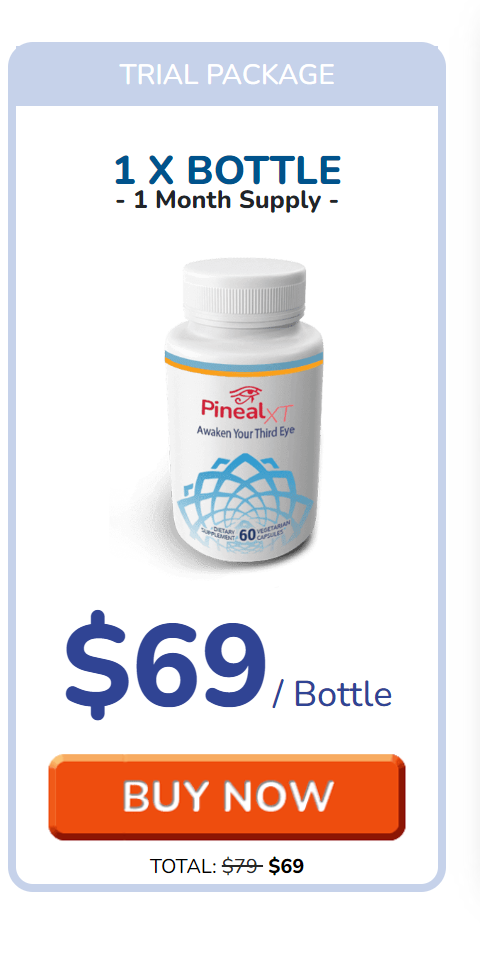 TRIAL PACKAGE
1 X BOTTLE
- 1 Month Supply -
PinealXT
Awaken Your Third Eye
DIETARY SUPPLEMENT 60 VEGETARIAN CAPSULES
$69 / Bottle
BUY NOW
TOTAL: $79 $69